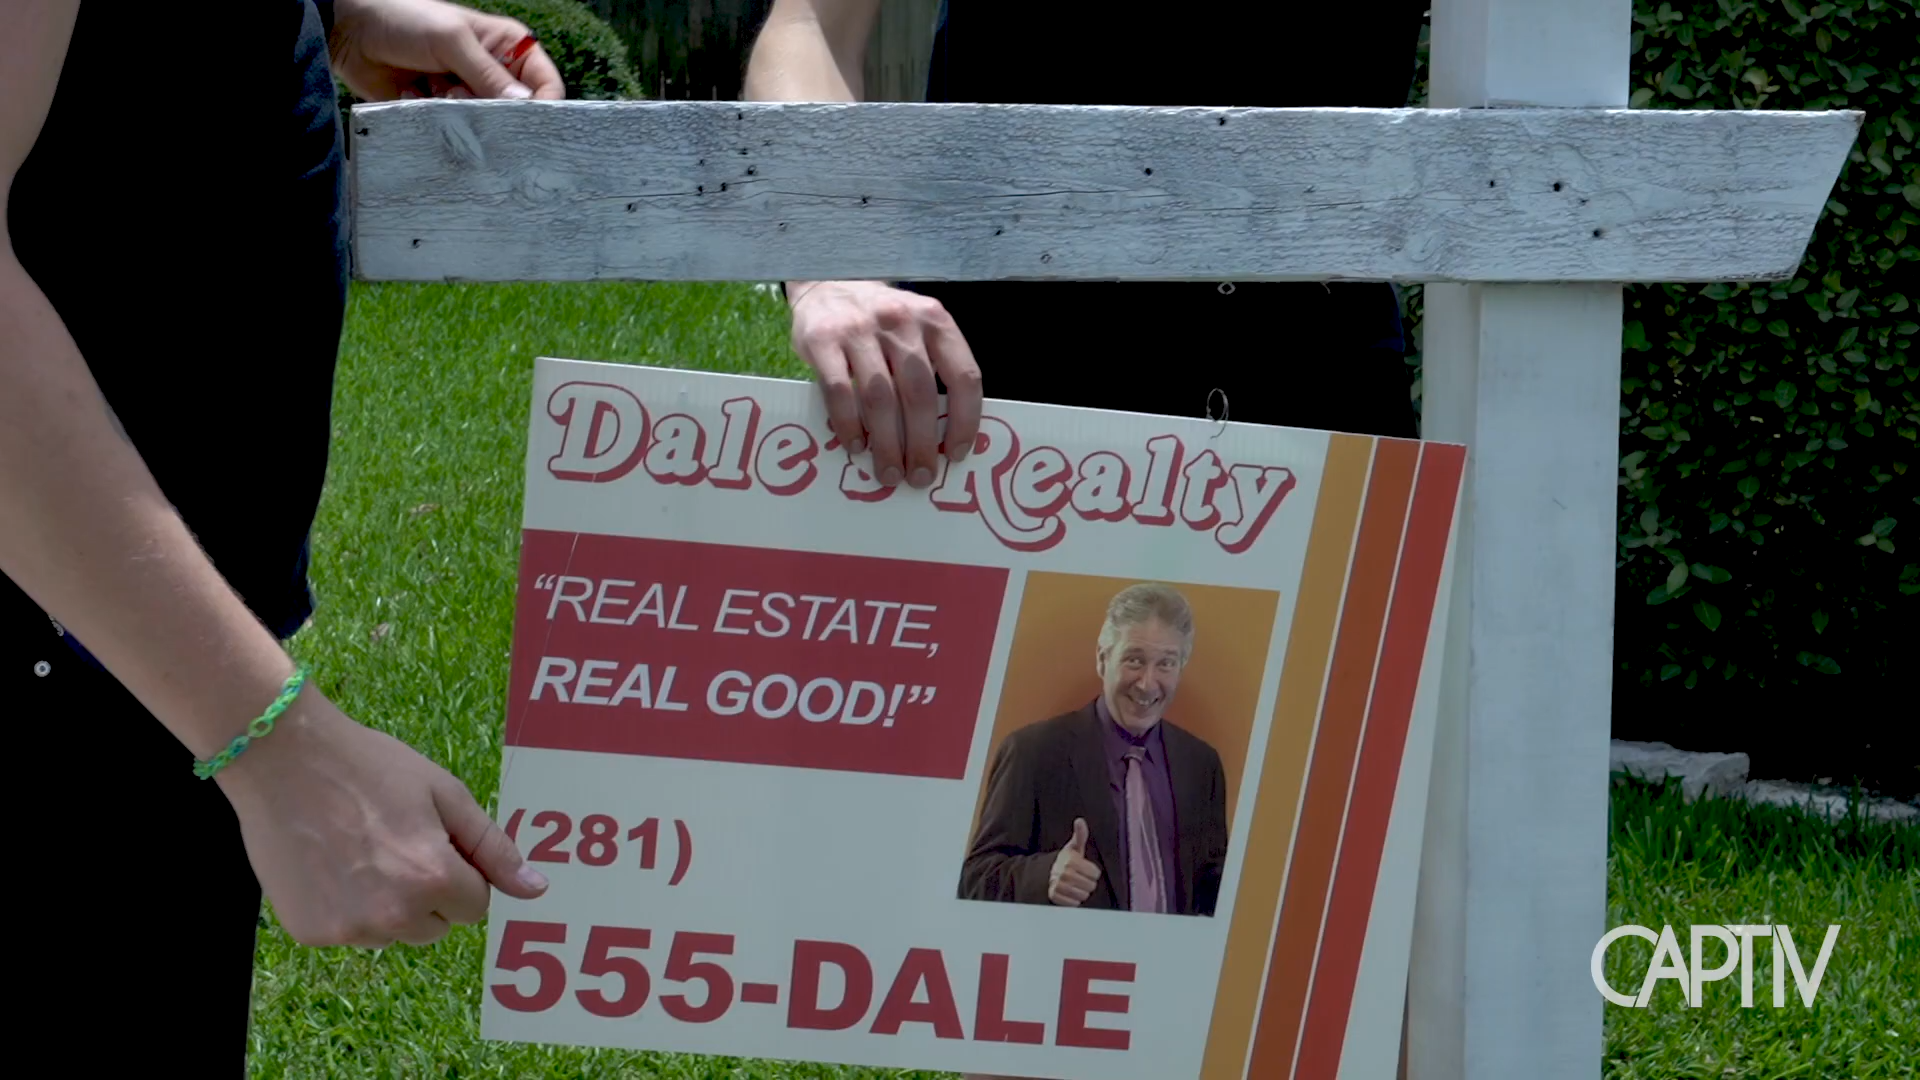 Dale's Realty
“REAL ESTATE,
REAL GOOD!”
(281)
555-DALE
CAPTIV